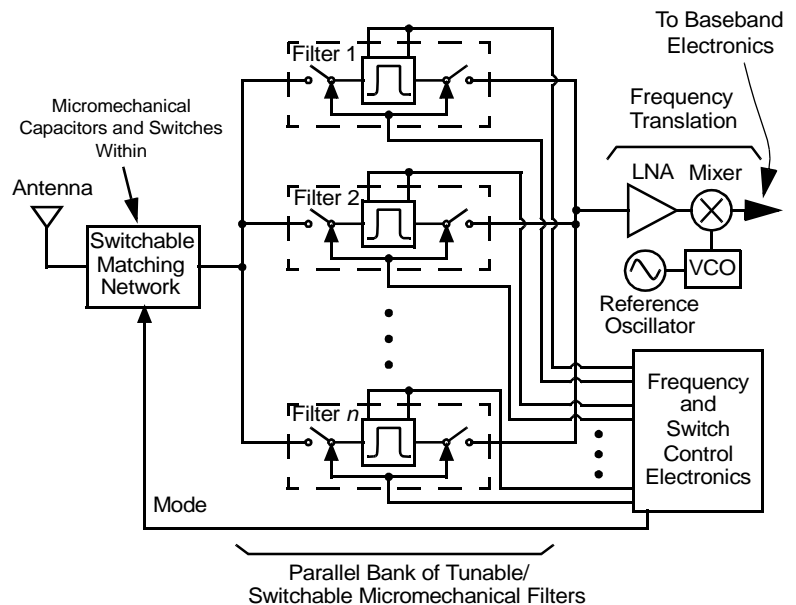 To Baseband
Electronics
Filter 1
Micromechanical
Capacitors and Switches
Within
Frequency
Translation
Antenna
LNA
Mixer
Filter 2
Switchable
Matching
Network
VCO
Reference
Oscillator
Filter n
Frequency
and
Switch
Control
Electronics
Mode
Parallel Bank of Tunable/
Switchable Micromechanical Filters